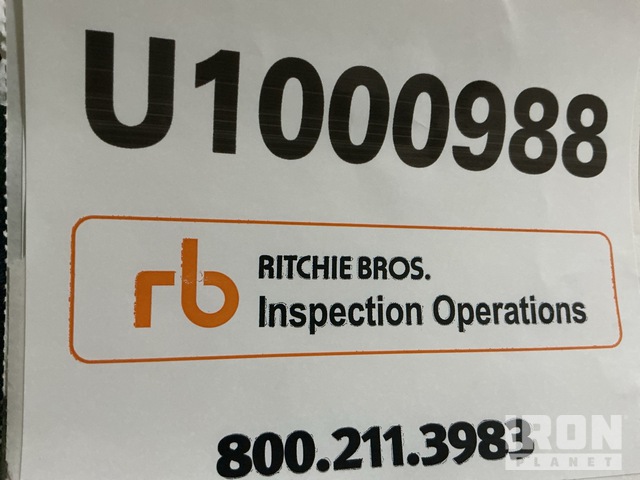 U1000988
rb
RITCHIE BROS.
Inspection Operations
800.211.3983
IRON
PLANET